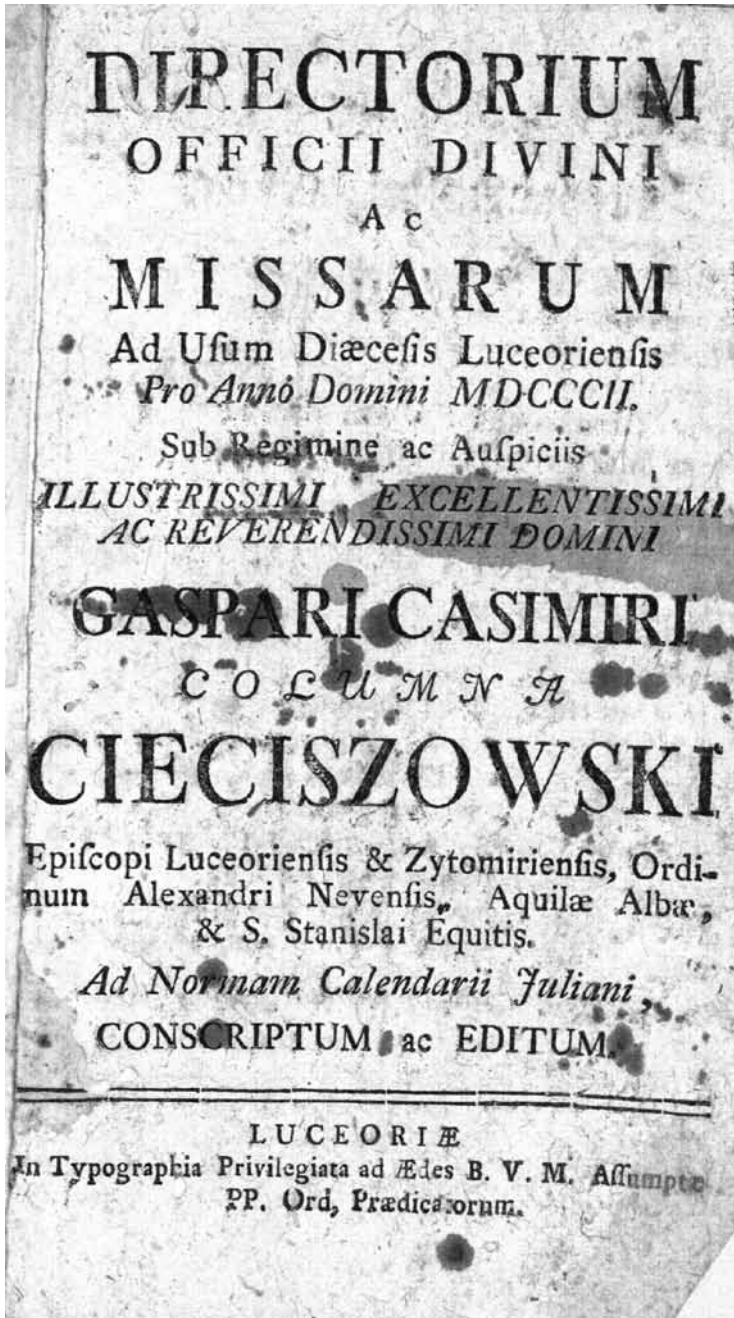 DIRECTORIUM
OFFICII DIVINI
Ac
MISSARUM
Ad Uſum Diæceſis Luceorienſis
Pro Anno Domini MDCCCII.
Sub Regimine ac Auſpiciis
ILLUSTRISSIMI EXCELLENTISSIMI
AC REVERENDISSIMI DOMINI
GASPARI CASIMIRI
COLUMNA
CIECISZOWSKI
Epiſcopi Luceorienſis & Zytomirienſis, Ordi-
num Alexandri Nevenſis, Aquilæ Albæ,
& S. Stanislai Equitis.
Ad Normam Calendarii Juliani,
CONSCRIPTUM ac EDITUM.
LUCEORIÆ
In Typographia Privilegiata ad Ædes B. V. M. Aſſumptæ
PP. Ord, Prædicatorum.